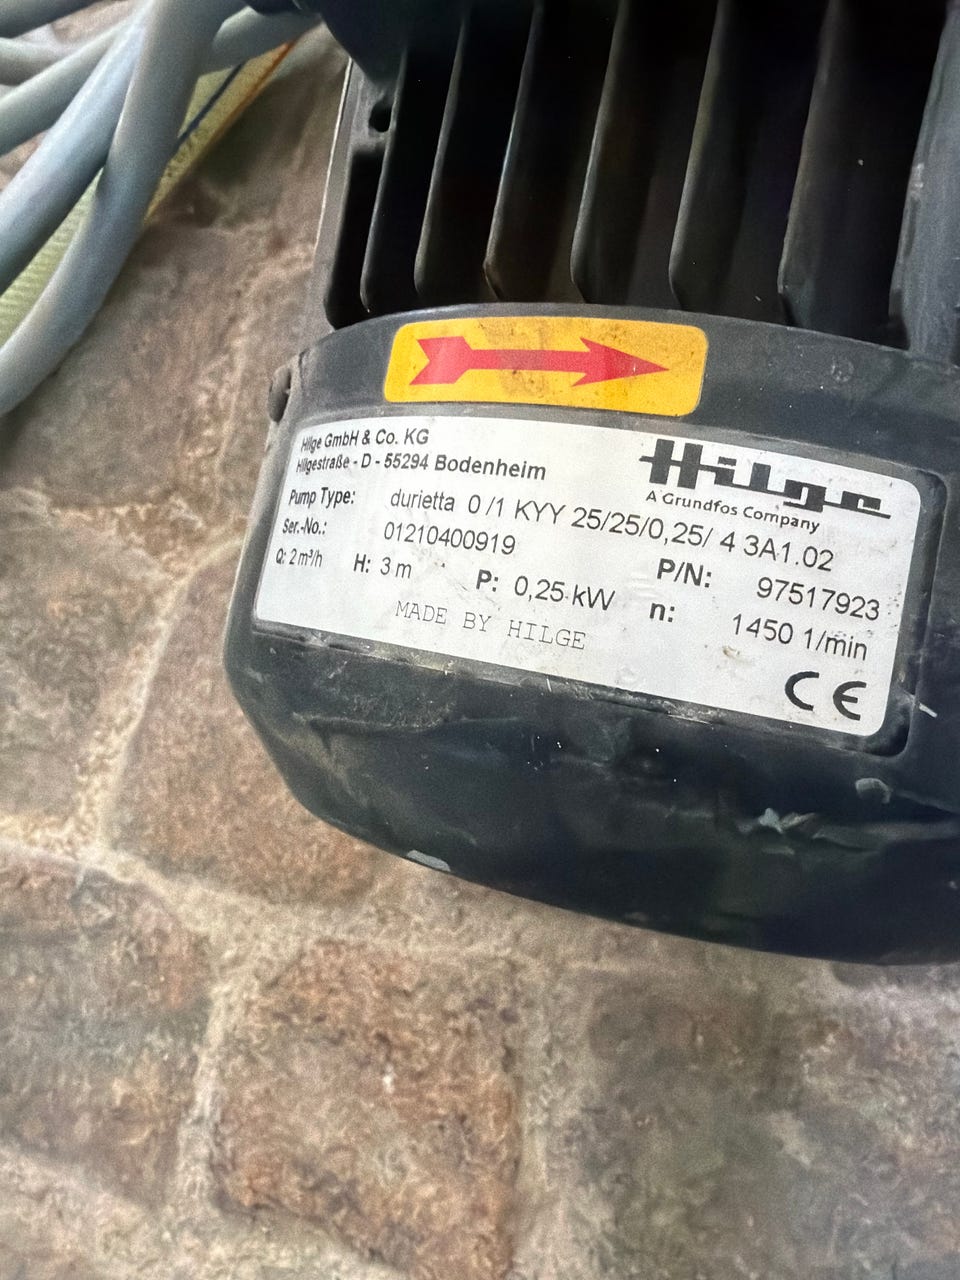 Hilge GmbH & Co. KG
Hilgestraße - D - 55294 Bodenheim
Hilge
A Grundfos Company
Pump Type: durietta 0/1 KYY 25/25/0,25/ 4 3A1.02
Ser.-No.: 01210400919 P/N: 97517923
Q: 2 m³/h H: 3 m P: 0,25 kW n: 1450 1/min
MADE BY HILGE
CE